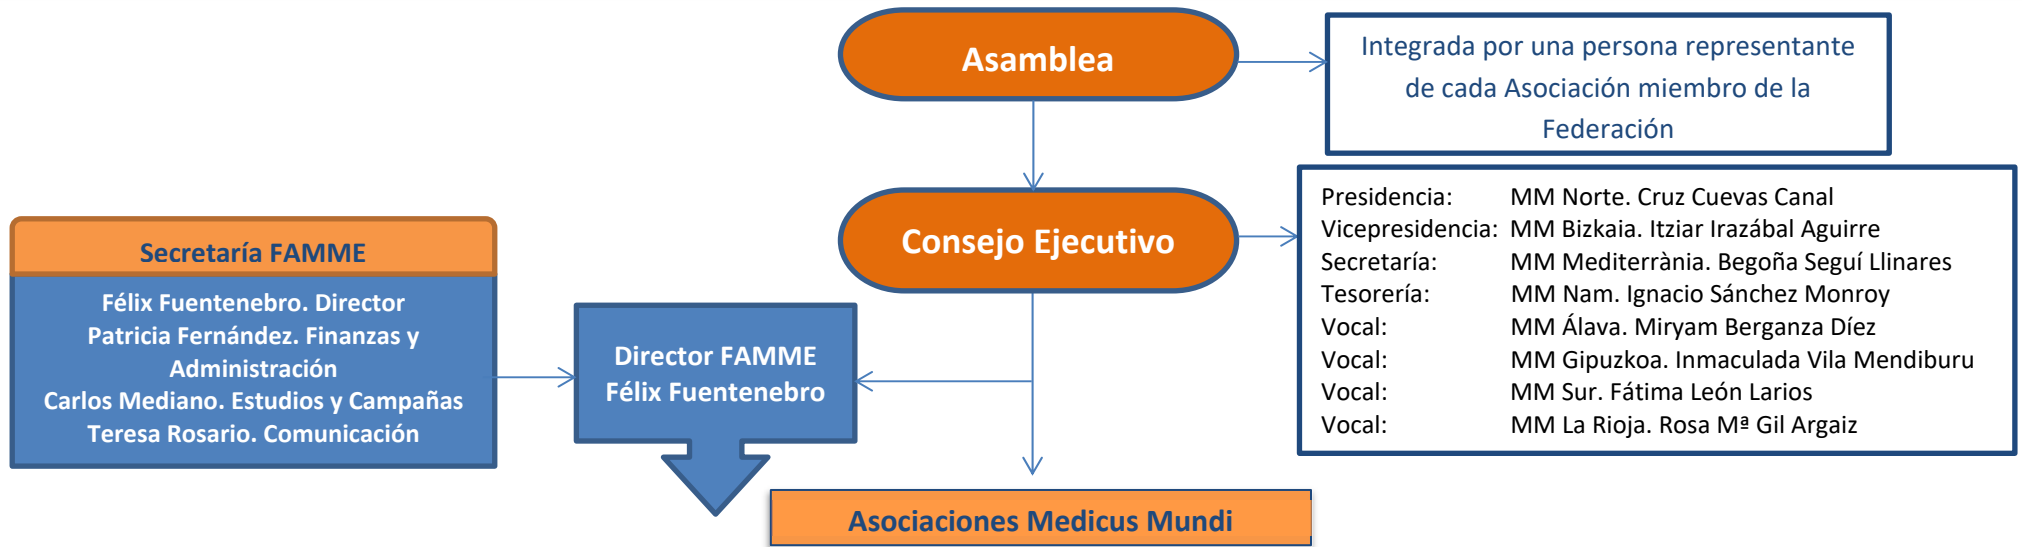 Asamblea
Integrada por una persona representante
de cada Asociación miembro de la
Federación
Consejo Ejecutivo
Presidencia: MM Norte. Cruz Cuevas Canal
Vicepresidencia: MM Bizkaia. Itziar Irazábal Aguirre
Secretaría: MM Mediterrània. Begoña Seguí Llinares
Tesorería: MM Nam. Ignacio Sánchez Monroy
Vocal: MM Álava. Miryam Berganza Díez
Vocal: MM Gipuzkoa. Inmaculada Vila Mendiburu
Vocal: MM Sur. Fátima León Larios
Vocal: MM La Rioja. Rosa Mª Gil Argaiz
Secretaría FAMME
Félix Fuentenebro. Director
Patricia Fernández. Finanzas y
Administración
Carlos Mediano. Estudios y Campañas
Teresa Rosario. Comunicación
Director FAMME
Félix Fuentenebro
Asociaciones Medicus Mundi